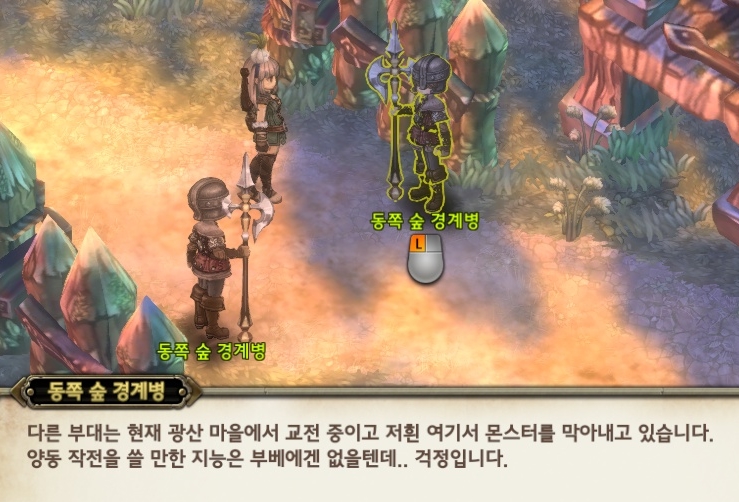 동쪽 숲 경계병
L
동쪽 숲 경계병
동쪽 숲 경계병
다른 부대는 현재 광산 마을에서 교전 중이고 저흰 여기서 몬스터를 막아내고 있습니다.
양동 작전을 쓸 만한 지능은 부베에겐 없을텐데.. 걱정입니다.